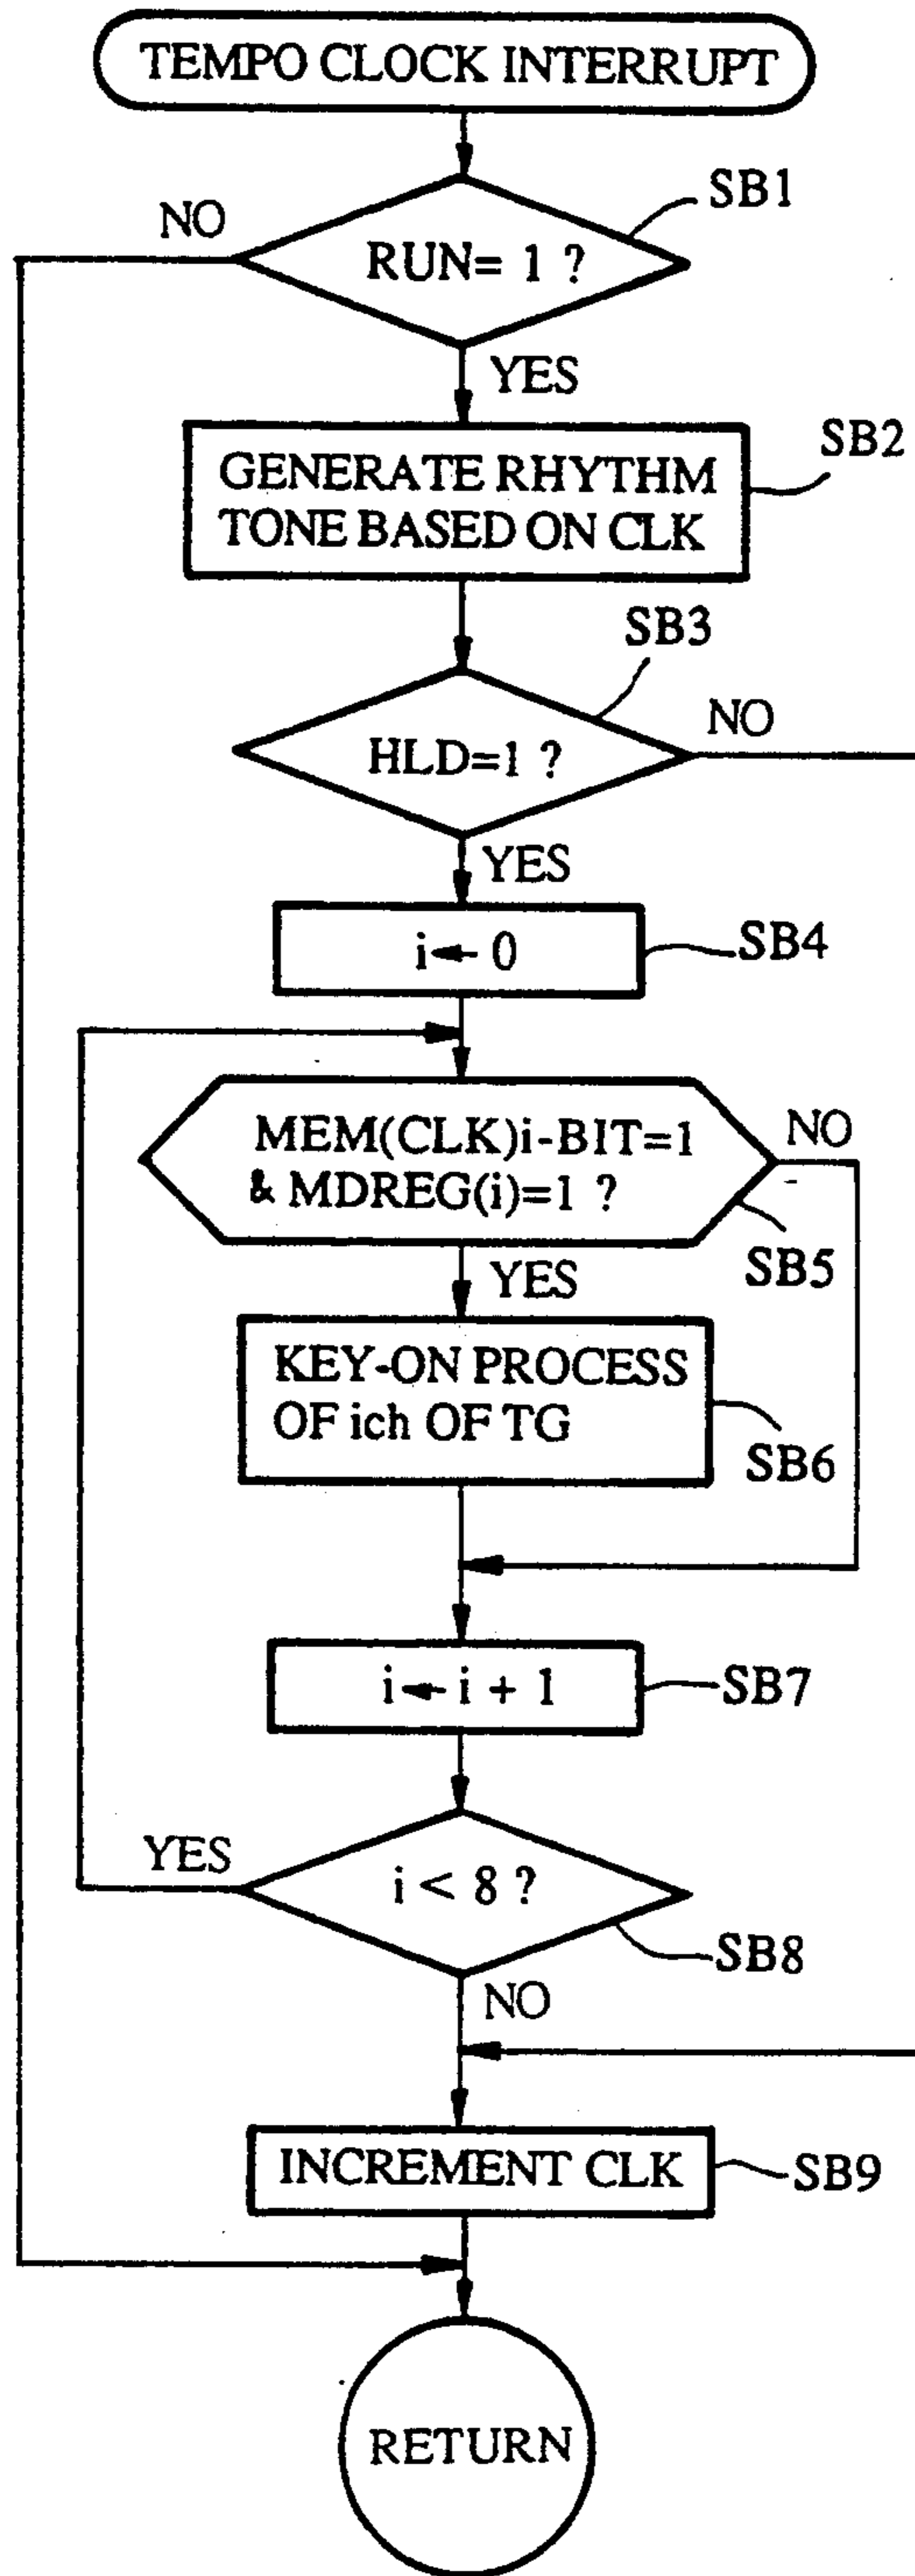 TEMPO CLOCK INTERRUPT
SB1
NO
RUN= 1 ?
YES
SB2
GENERATE RHYTHM
TONE BASED ON CLK
SB3
NO
HLD=1 ?
YES
i← 0
SB4
MEM(CLK)i-BIT=1
& MDREG(i)=1 ?
NO
SB5
YES
KEY-ON PROCESS
OF ich OF TG
SB6
i← i + 1
SB7
YES
i < 8 ?
SB8
NO
INCREMENT CLK
SB9
RETURN